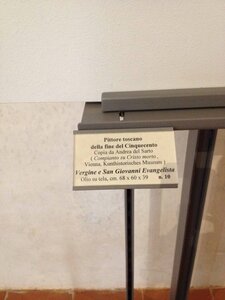 Pittore toscano
della fine del Cinquecento
Copia da Andrea del Sarto
( Compianto su Cristo morto ,
Vienna, Kunthistorisches Museum )
Vergine e San Giovanni Evangelista
Olio su tela, cm. 68 x 60 x 39 n. 10